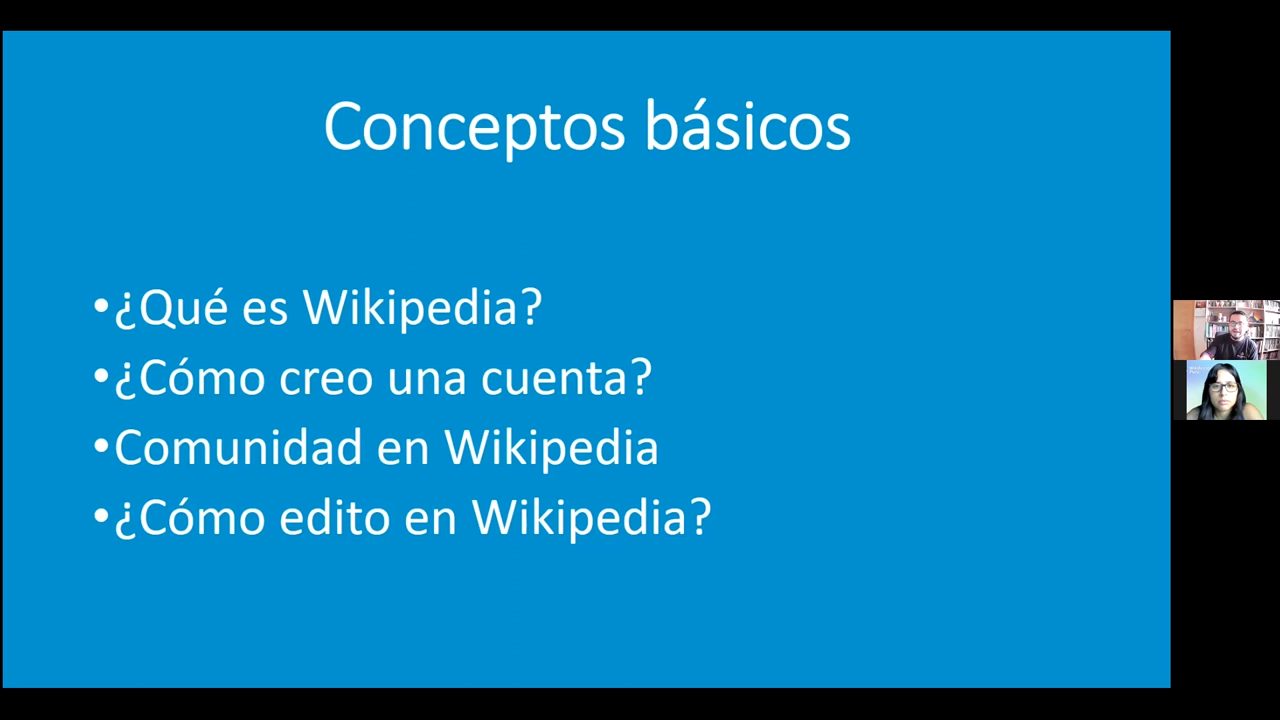 Conceptos básicos
•¿Qué es Wikipedia?
•¿Cómo creo una cuenta?
•Comunidad en Wikipedia
•¿Cómo edito en Wikipedia?